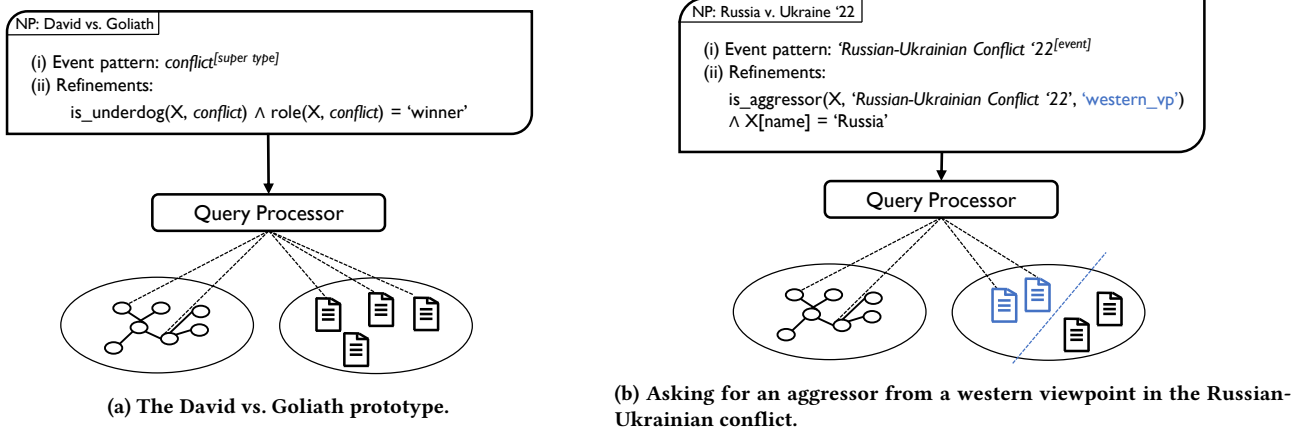 NP: David vs. Goliath
(i) Event pattern: conflict[super type]
(ii) Refinements:
is_underdog(X, conflict) ∧ role(X, conflict) = ‘winner’
Query Processor
(a) The David vs. Goliath prototype.
NP: Russia v. Ukraine ‘22
(i) Event pattern: ‘Russian-Ukrainian Conflict ‘22[event]
(ii) Refinements:
is_aggressor(X, ‘Russian-Ukrainian Conflict ‘22’, ‘western_vp’)
∧ X[name] = ‘Russia’
Query Processor
(b) Asking for an aggressor from a western viewpoint in the Russian-
Ukrainian conflict.